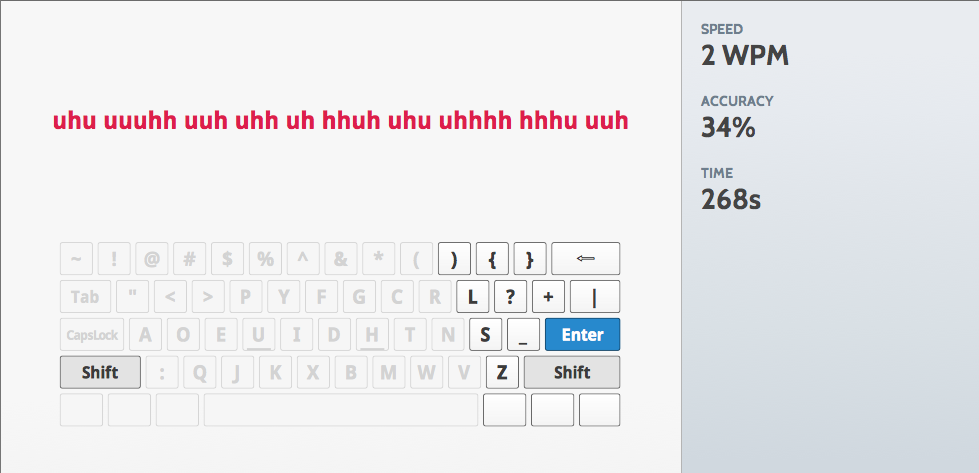 uhu uuuhh uuh uhh uh hhuh uhu uhhhh hhhu uuh
SPEED
2 WPM
ACCURACY
34%
TIME
268s
~ ! @ # $ % ^ & * ( ) { } ⇐
Tab " < > P Y F G C R L ? + |
CapsLock A O E U I D H T N S _ Enter
Shift : Q J K X B M W V Z Shift